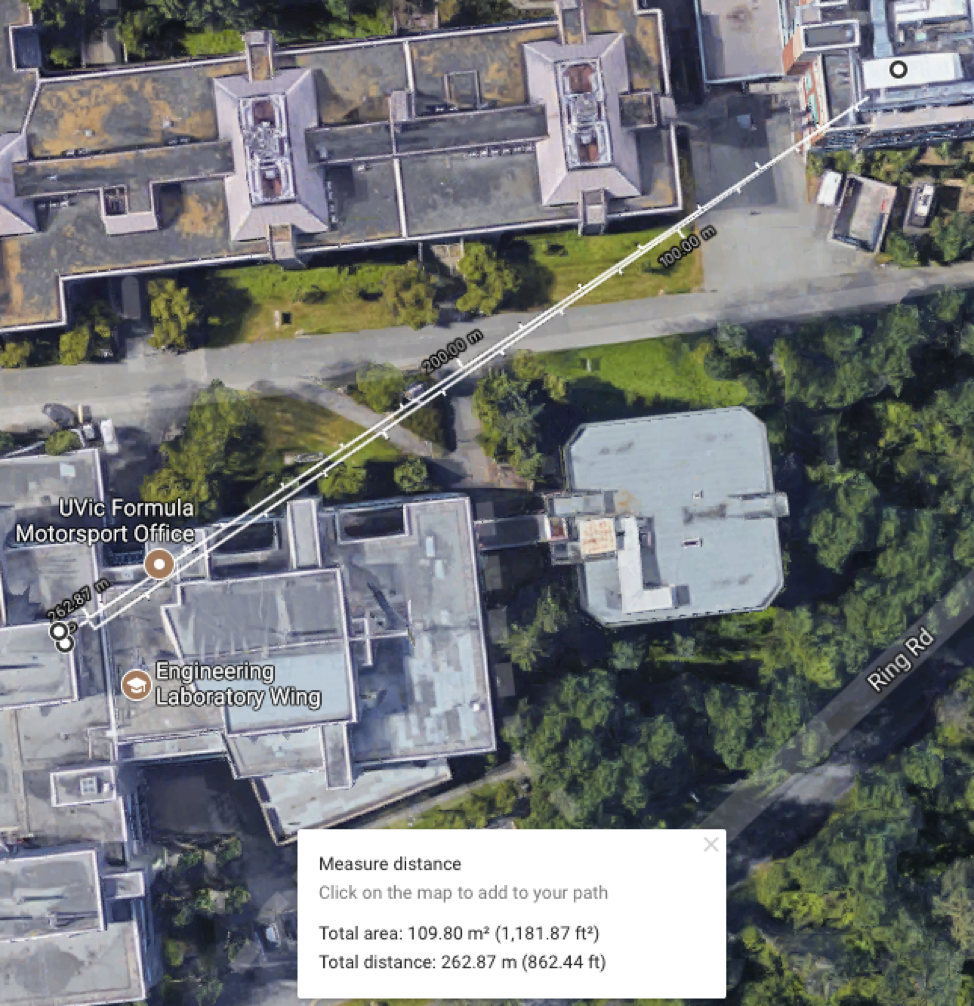 100.00 m
200.00 m
UVic Formula
Motorsport Office
262.87 m
Engineering
Laboratory Wing
Ring Rd
Measure distance
Click on the map to add to your path
Total area: 109.80 m² (1,181.87 ft²)
Total distance: 262.87 m (862.44 ft)